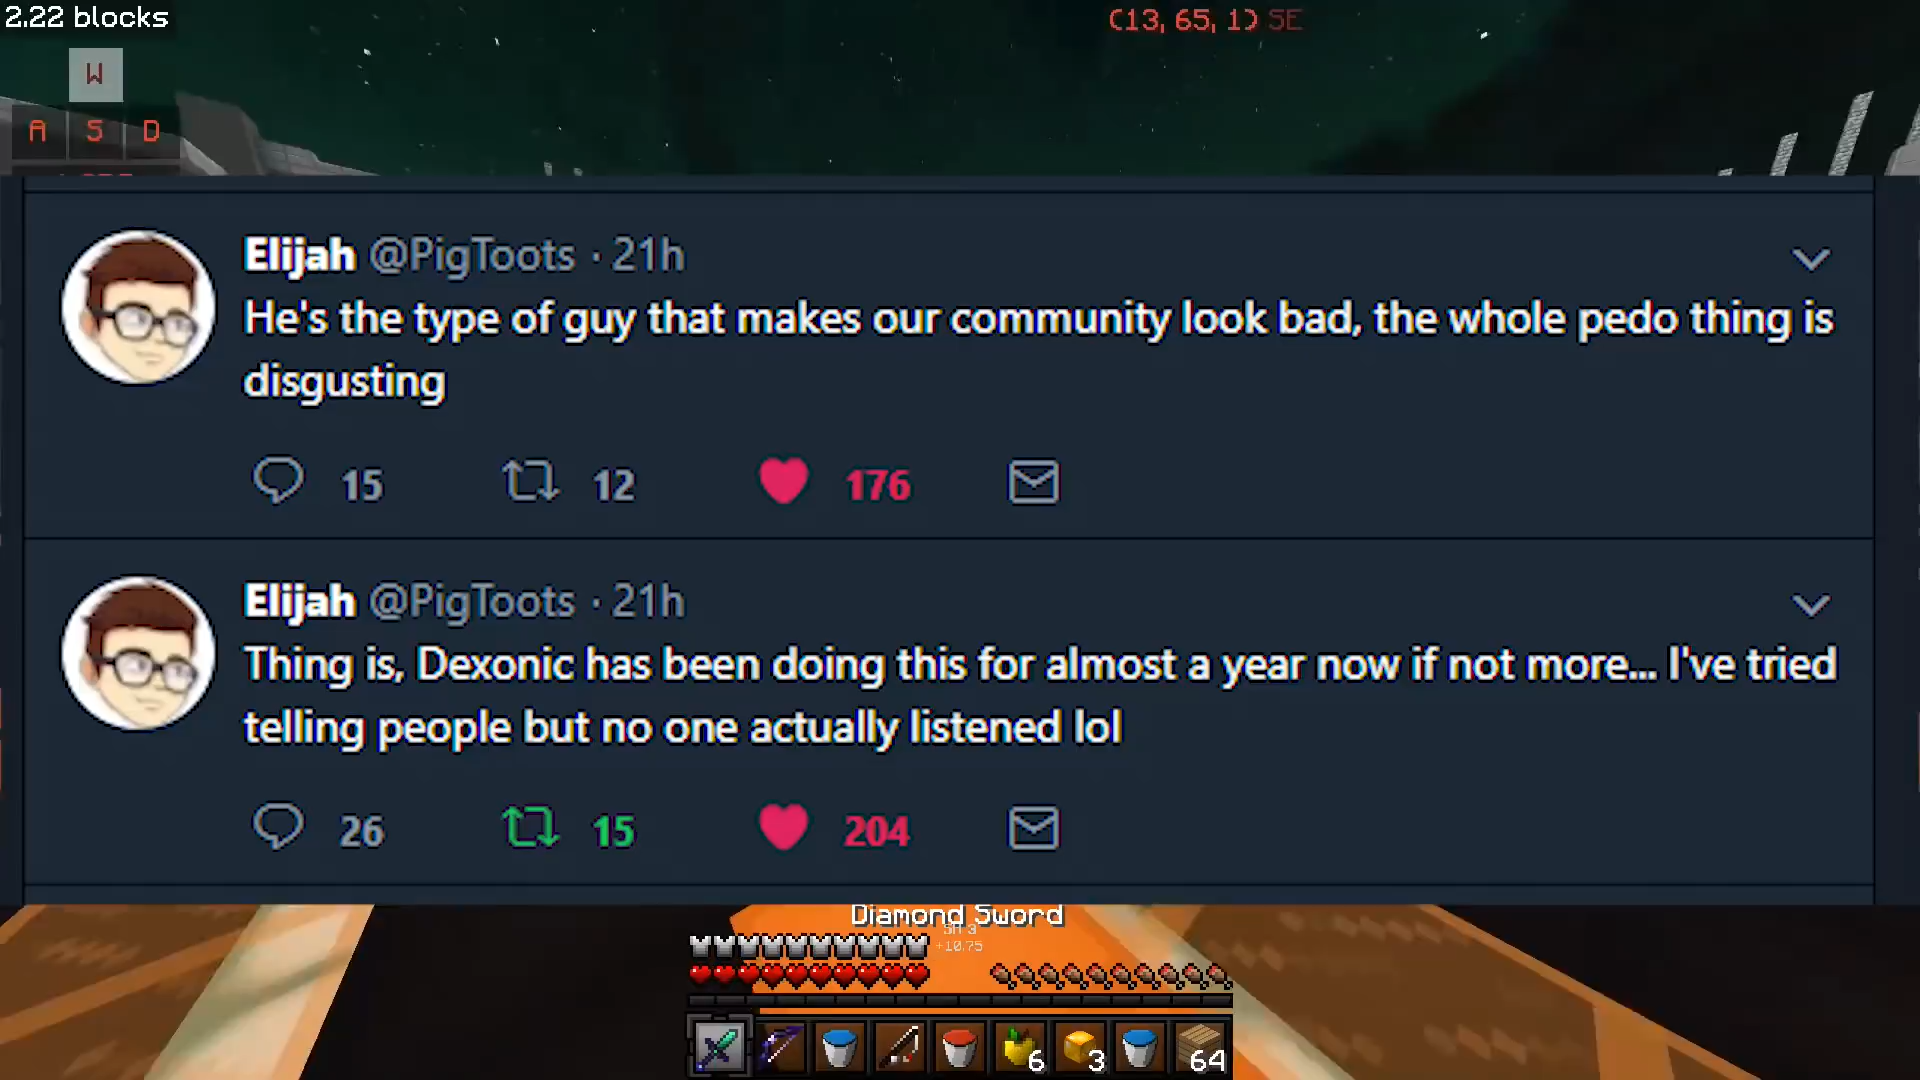 2.22 blocks
(13, 65, 1) SE
W
A S D
Elijah @PigToots · 21h
He's the type of guy that makes our community look bad, the whole pedo thing is
disgusting
15 12 176
Elijah @PigToots · 21h
Thing is, Dexonic has been doing this for almost a year now if not more... I've tried
telling people but no one actually listened lol
26 15 204
Diamond Sword
+10.75
6 3 64